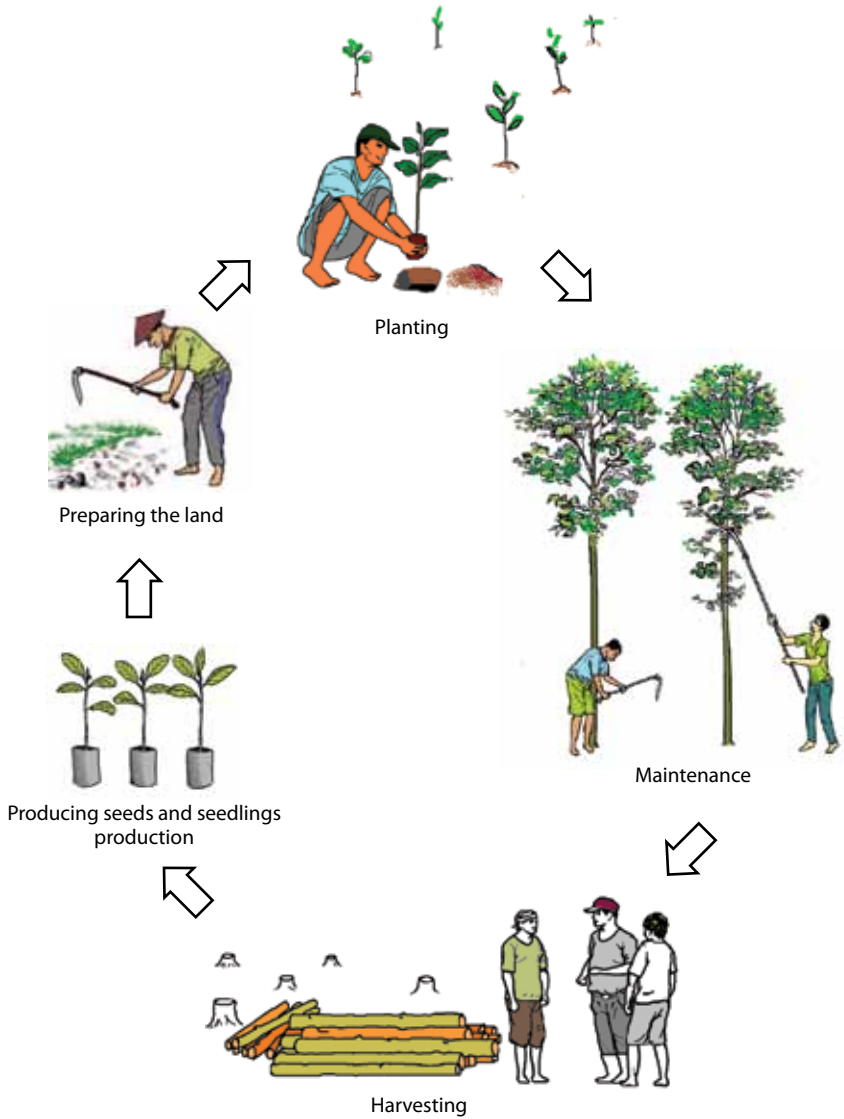 Planting
Preparing the land
Maintenance
Producing seeds and seedlings
production
Harvesting